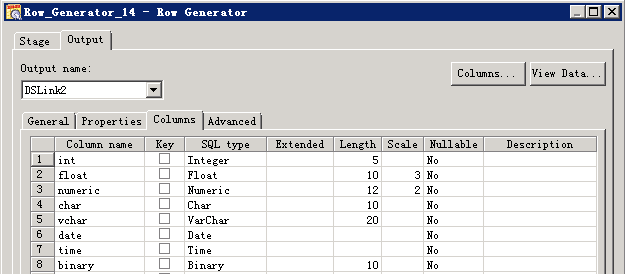 Row_Generator_14 - Row Generator
Stage Output
Output name:
DSLink2 Columns... View Data...
General Properties Columns Advanced
Column name Key SQL type Extended Length Scale Nullable Description
1 int Integer 5 No
2 float Float 10 3 No
3 numeric Numeric 12 2 No
4 char Char 10 No
5 vchar VarChar 20 No
6 date Date No
7 time Time No
8 binary Binary 10 No